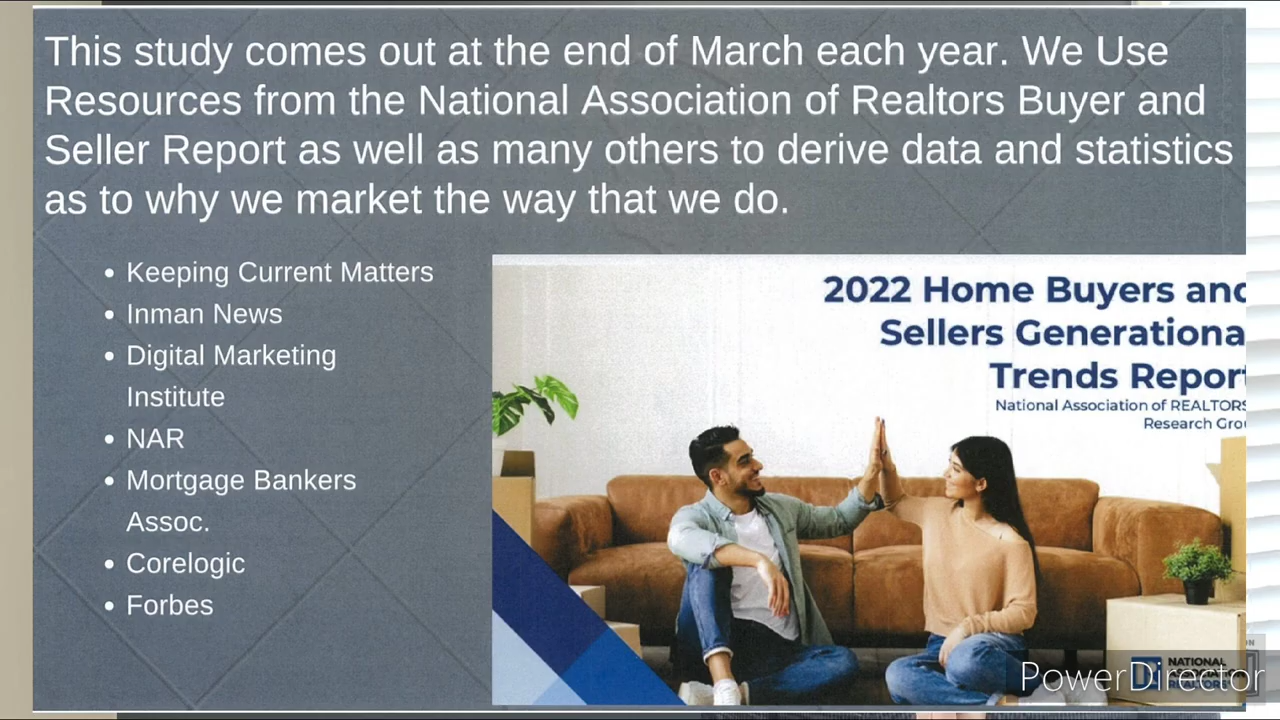 This study comes out at the end of March each year. We Use
Resources from the National Association of Realtors Buyer and
Seller Report as well as many others to derive data and statistics
as to why we market the way that we do.
• Keeping Current Matters
• Inman News
• Digital Marketing
Institute
• NAR
• Mortgage Bankers
Assoc.
• Corelogic
• Forbes
2022 Home Buyers and
Sellers Generationa
Trends Report
National Association of REALTORS
Research Grou
NATIONAL
REALTORS
PowerDirector